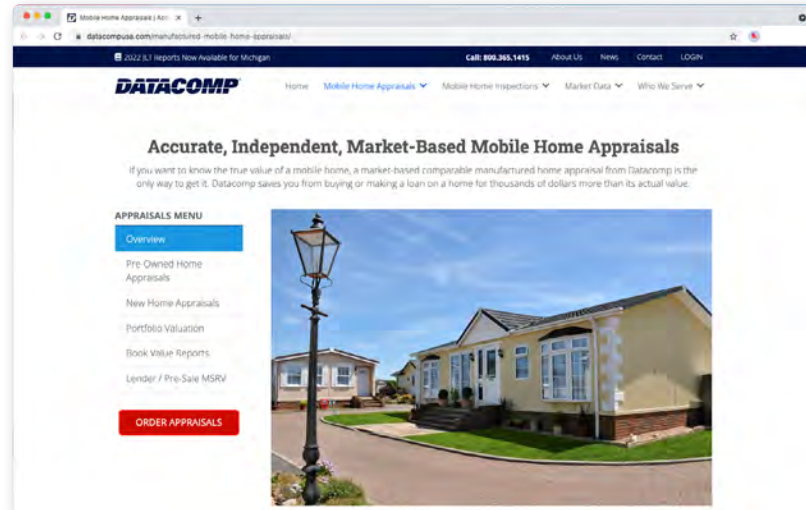 Mobile Home Appraisals | Acc
datacompusa.com/manufactured-mobile-home-appraisals/
2022 JLT Reports Now Available for Michigan
Call: 800.365.1415
About Us
News
Contact
LOGIN
DATACOMP
Home
Mobile Home Appraisals
Mobile Home Inspections
Market Data
Who We Serve
Accurate, Independent, Market-Based Mobile Home Appraisals
If you want to know the true value of a mobile home, a market-based comparable manufactured home appraisal from Datacomp is the
only way to get it. Datacomp saves you from buying or making a loan on a home for thousands of dollars more than its actual value.
APPRAISALS MENU
Overview
Pre-Owned Home
Appraisals
New Home Appraisals
Portfolio Valuation
Book Value Reports
Lender / Pre-Sale MSRV
ORDER APPRAISALS